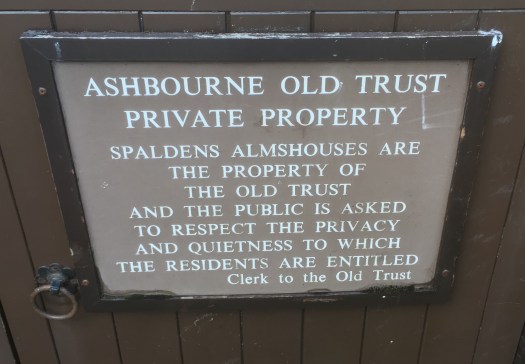 ASHBOURNE OLD TRUST
PRIVATE PROPERTY
SPALDENS ALMSHOUSES ARE
THE PROPERTY OF
THE OLD TRUST
AND THE PUBLIC IS ASKED
TO RESPECT THE PRIVACY
AND QUIETNESS TO WHICH
THE RESIDENTS ARE ENTITLED
Clerk to the Old Trust